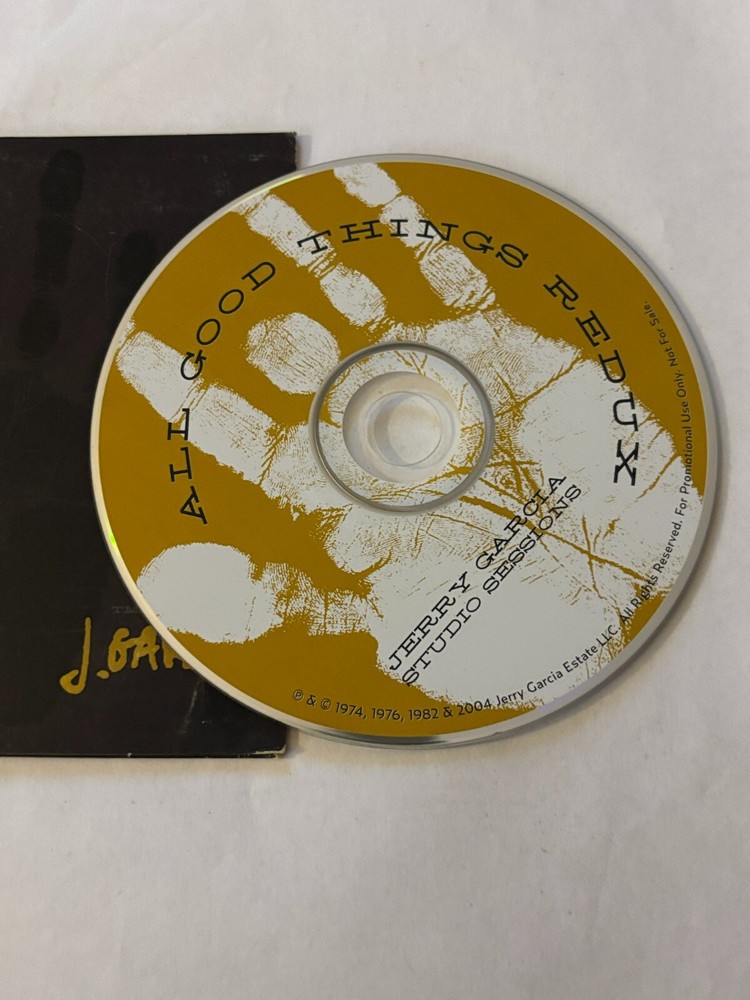 ALL GOOD THINGS REDUX
JERRY GARCIA
STUDIO SESSIONS
℗ & © 1974, 1976, 1982 & 2004 Jerry Garcia Estate LLC. All Rights Reserved. For Promotional Use Only. Not For Sale.